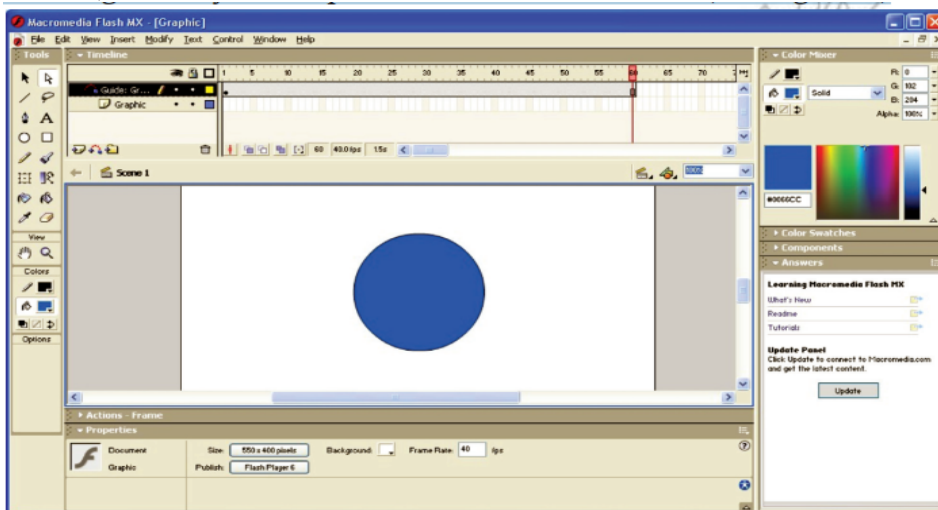 Macromedia Flash MX - [Graphic]
File Edit View Insert Modify Text Control Window Help
Tools
Timeline
1 5 10 15 20 25 30 35 40 45 50 55 60 65 70
Guide: Gr...
Graphic
60 40.0 fps 1.5s
Scene 1
100%
View
Colors
Options
Color Mixer
R: 0
Solid
G: 102
B: 204
Alpha: 100%
#0066CC
Color Swatches
Components
Answers
Learning Macromedia Flash MX
What's New
Readme
Tutorials
Update Panel
Click Update to connect to Macromedia.com
and get the latest content.
Update
Actions - Frame
Properties
Document
Size: 550 x 400 pixels
Background:
Frame Rate: 40 fps
Graphic
Publish: Flash Player 6